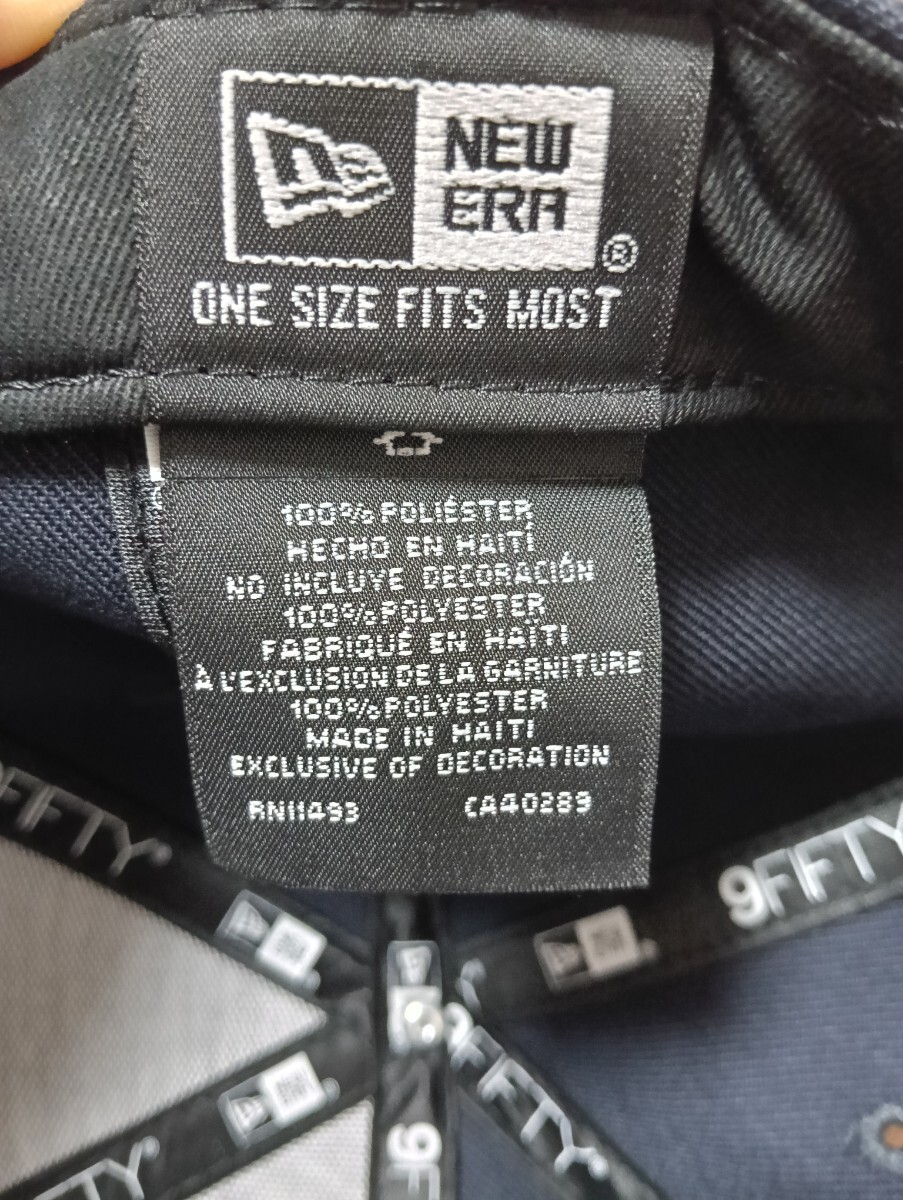 NEW
ERA
®
ONE SIZE FITS MOST
100% POLIÉSTER
HECHO EN HAITÍ
NO INCLUYE DECORACIÓN
100% POLYESTER
FABRIQUÉ EN HAÏTI
À L'EXCLUSION DE LA GARNITURE
100% POLYESTER
MADE IN HAITI
EXCLUSIVE OF DECORATION
RN11493 CA40289
9FIFTY
9FIFTY
9FIFTY
9FIFTY